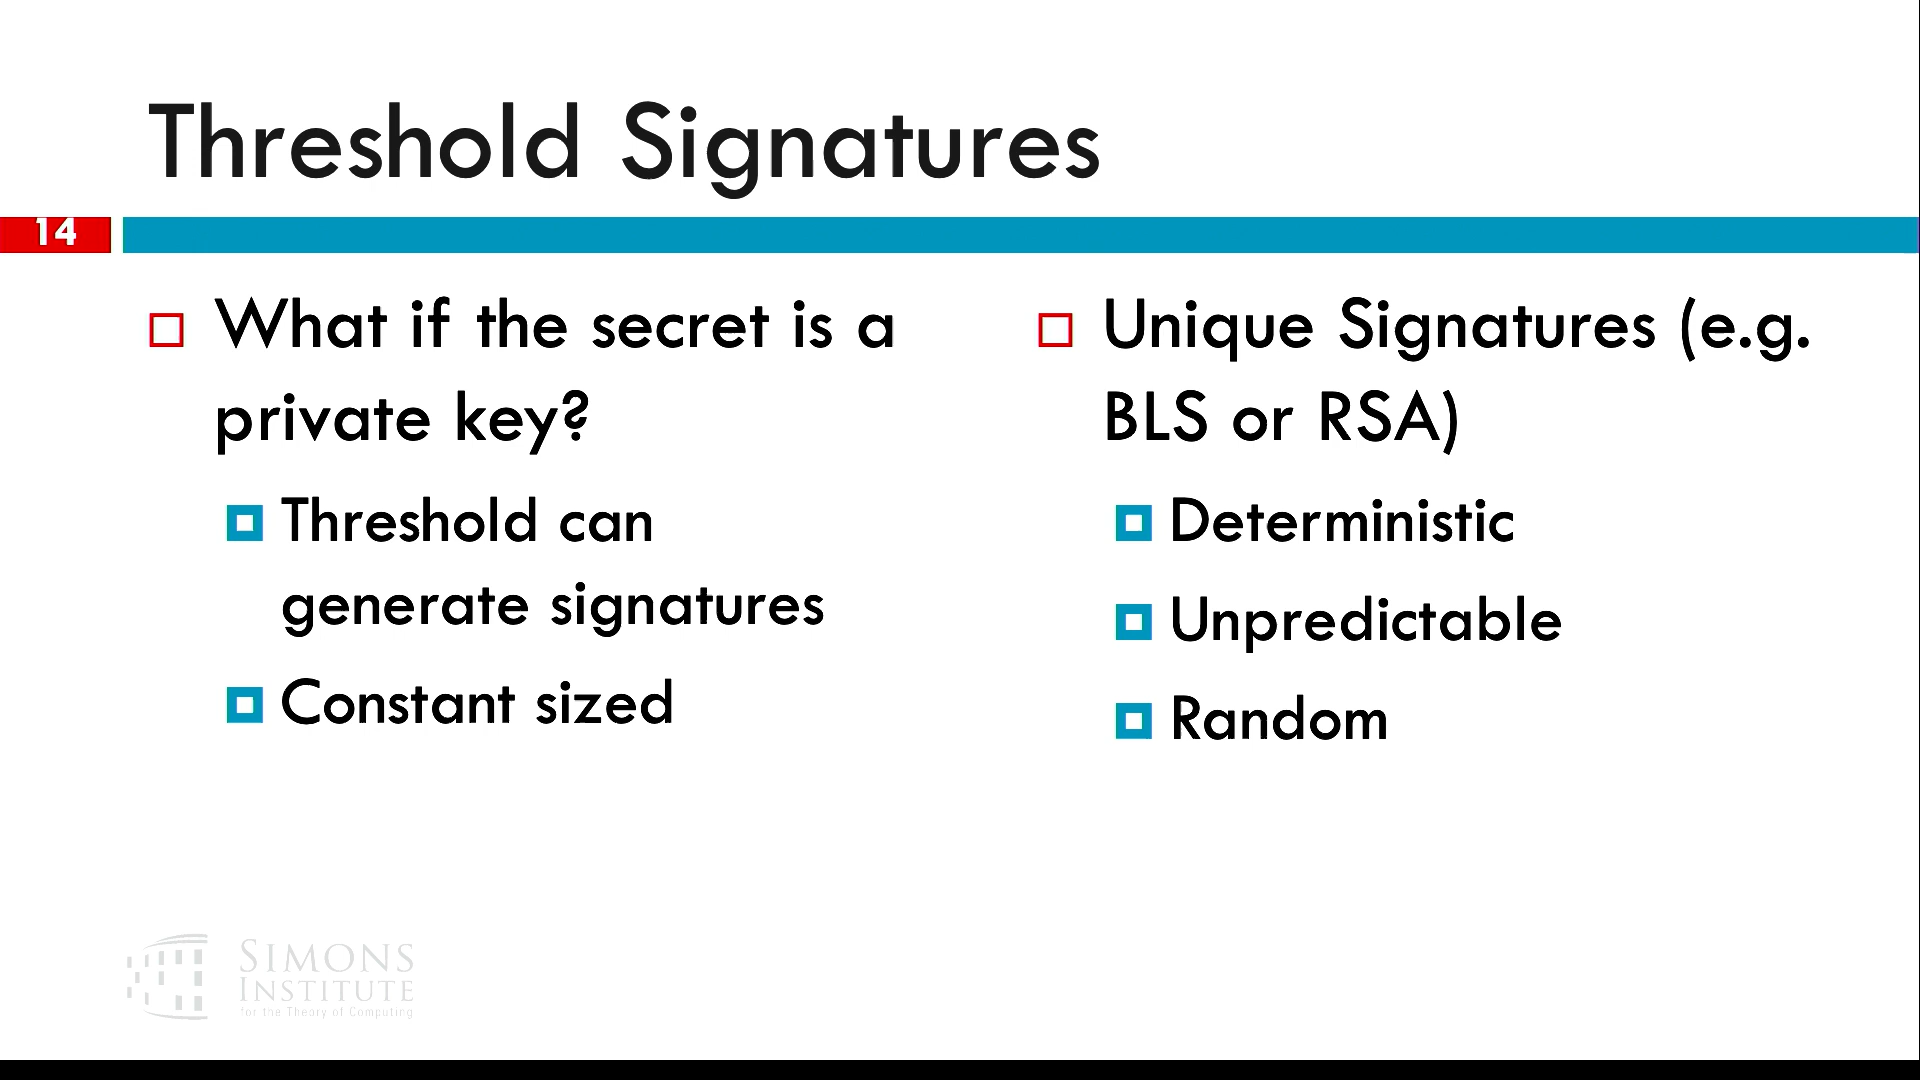 Threshold Signatures
14
What if the secret is a
private key?
Threshold can
generate signatures
Constant sized
Unique Signatures (e.g.
BLS or RSA)
Deterministic
Unpredictable
Random
SIMONS
INSTITUTE
for the Theory of Computing